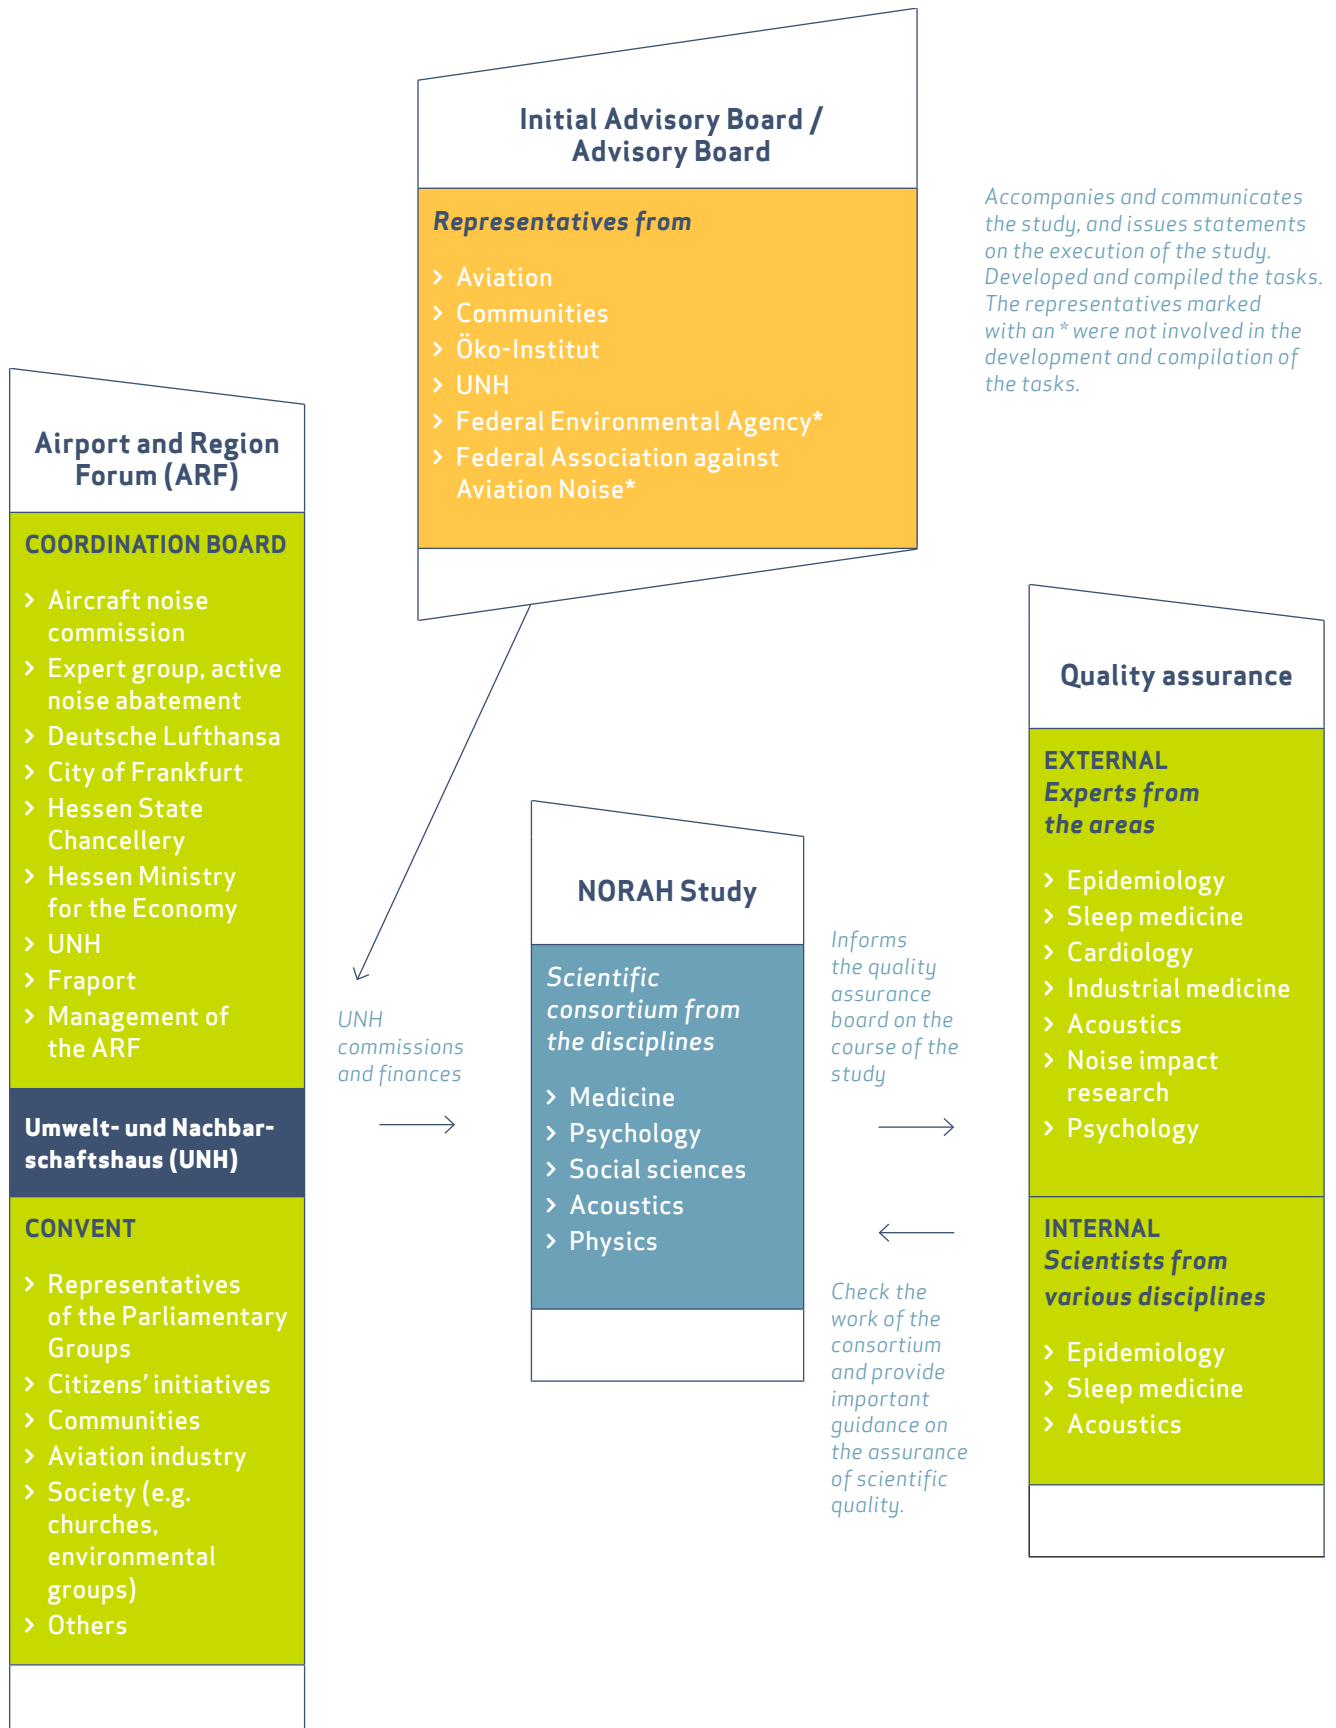 Initial Advisory Board /
Advisory Board
Representatives from
> Aviation
> Communities
> Öko-Institut
> UNH
> Federal Environmental Agency*
> Federal Association against
Aviation Noise*
Accompanies and communicates
the study, and issues statements
on the execution of the study.
Developed and compiled the tasks.
The representatives marked
with an * were not involved in the
development and compilation of
the tasks.
Airport and Region
Forum (ARF)
COORDINATION BOARD
> Aircraft noise
commission
> Expert group, active
noise abatement
> Deutsche Lufthansa
> City of Frankfurt
> Hessen State
Chancellery
> Hessen Ministry
for the Economy
> UNH
> Fraport
> Management of
the ARF
Umwelt- und Nachbar-
schaftshaus (UNH)
CONVENT
> Representatives
of the Parliamentary
Groups
> Citizens' initiatives
> Communities
> Aviation industry
> Society (e.g.
churches,
environmental
groups)
> Others
UNH
commissions
and finances
NORAH Study
Scientific
consortium from
the disciplines
> Medicine
> Psychology
> Social sciences
> Acoustics
> Physics
Informs
the quality
assurance
board on the
course of the
study
Check the
work of the
consortium
and provide
important
guidance on
the assurance
of scientific
quality.
Quality assurance
EXTERNAL
Experts from
the areas
> Epidemiology
> Sleep medicine
> Cardiology
> Industrial medicine
> Acoustics
> Noise impact
research
> Psychology
INTERNAL
Scientists from
various disciplines
> Epidemiology
> Sleep medicine
> Acoustics